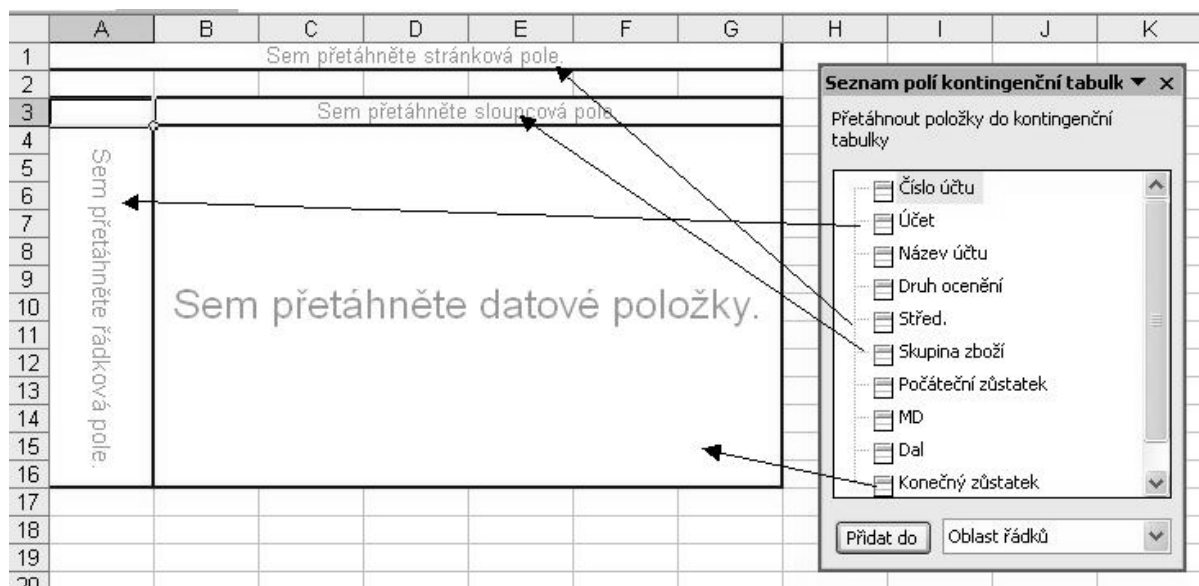 A B C D E F G H I J K
1 Sem přetáhněte stránková pole.
2
3 Sem přetáhněte sloupcová pole.
4
5
6
7
8
9
10
11
12
13
14
15
16
17
18
19
20
Sem přetáhněte řádková pole.
Sem přetáhněte datové položky.
Seznam polí kontingenční tabulk
Přetáhnout položky do kontingenční
tabulky
Číslo účtu
Účet
Název účtu
Druh ocenění
Střed.
Skupina zboží
Počáteční zůstatek
MD
Dal
Konečný zůstatek
Přidat do Oblast řádků